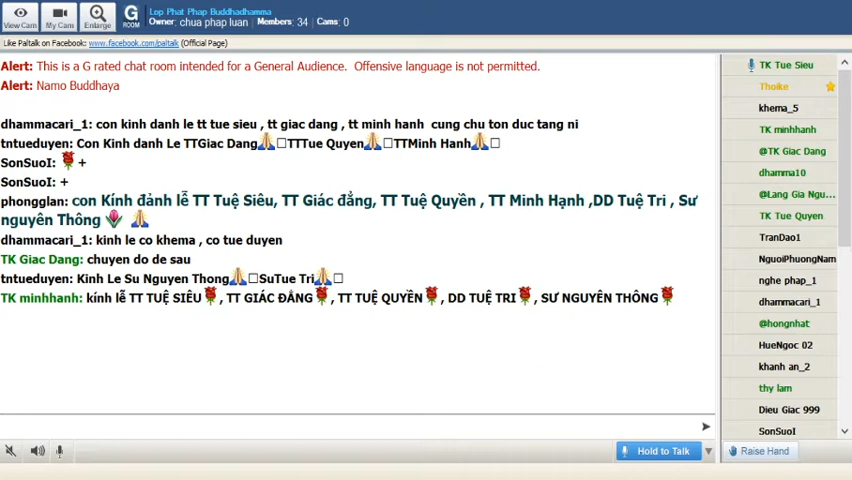 View Cam
My Cam
Enlarge
G
ROOM
Lop Phat Phap Buddhadhamma
Owner: chua phap luan Members: 34 Cams: 0
Like Paltalk on Facebook: www.facebook.com/paltalk (Official Page)
Alert: This is a G rated chat room intended for a General Audience. Offensive language is not permitted.
Alert: Namo Buddhaya
dhammacari_1: con kinh danh le tt tue sieu , tt giac dang , tt minh hanh cung chu ton duc tang ni
tntueduyen: Con Kinh danh Le TTGiac Dang🙏□TTTue Quyen🙏□TTMinh Hanh🙏□
SonSuoI: 🌹+
SonSuoI: +
phongglan: con Kính đảnh lễ TT Tuệ Siêu, TT Giác đẳng, TT Tuệ Quyền , TT Minh Hạnh ,DD Tuệ Tri , Sư
nguyên Thông 🌷 🙏
dhammacari_1: kinh le co khema , co tue duyen
TK Giac Dang: chuyen do de sau
tntueduyen: Kinh Le Su Nguyen Thong🙏□SuTue Tri🙏□
TK minhhanh: kính lễ TT TUỆ SIÊU🌹, TT GIÁC ĐẲNG🌹, TT TUỆ QUYỀN🌹, DD TUỆ TRI🌹, SƯ NGUYÊN THÔNG🌹
Hold to Talk
TK Tue Sieu
Thoike
khema_5
TK minhhanh
@TK Giac Dang
dhamma10
@Lang Gia Ngu...
TK Tue Quyen
TranDao1
NguoiPhuongNam
nghe phap_1
dhammacari_1
@hongnhat
HueNgoc 02
khanh an_2
thy lam
Dieu Giac 999
SonSuoI
Raise Hand